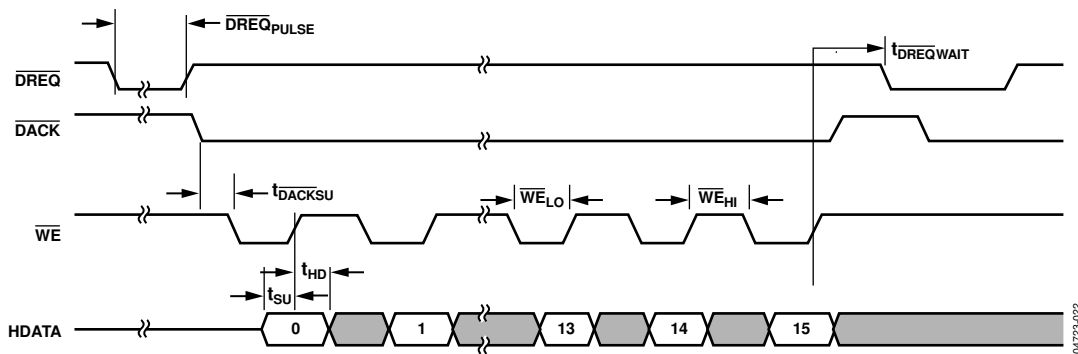 DREQPULSE
tDREQWAIT
DREQ
DACK
tDACKSU
WELO
WEHI
WE
tHD
tSU
HDATA
0
1
13
14
15
04723-022